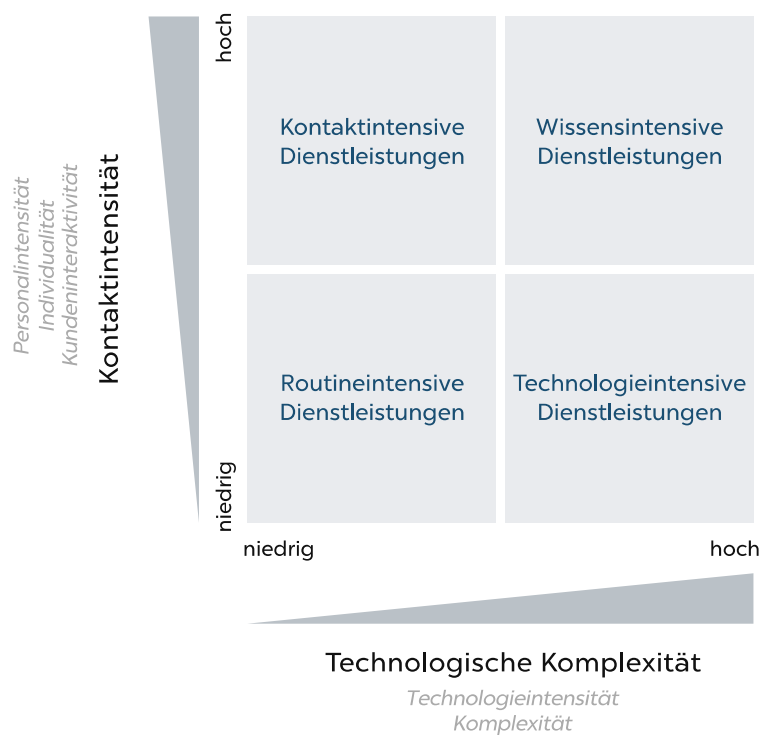 hoch
Kontaktintensive
Dienstleistungen
Wissensintensive
Dienstleistungen
Personalintensität
Individualität
Kundeninteraktivität
Kontaktintensität
Routineintensive
Dienstleistungen
Technologieintensive
Dienstleistungen
niedrig
niedrig
hoch
Technologische Komplexität
Technologieintensität
Komplexität